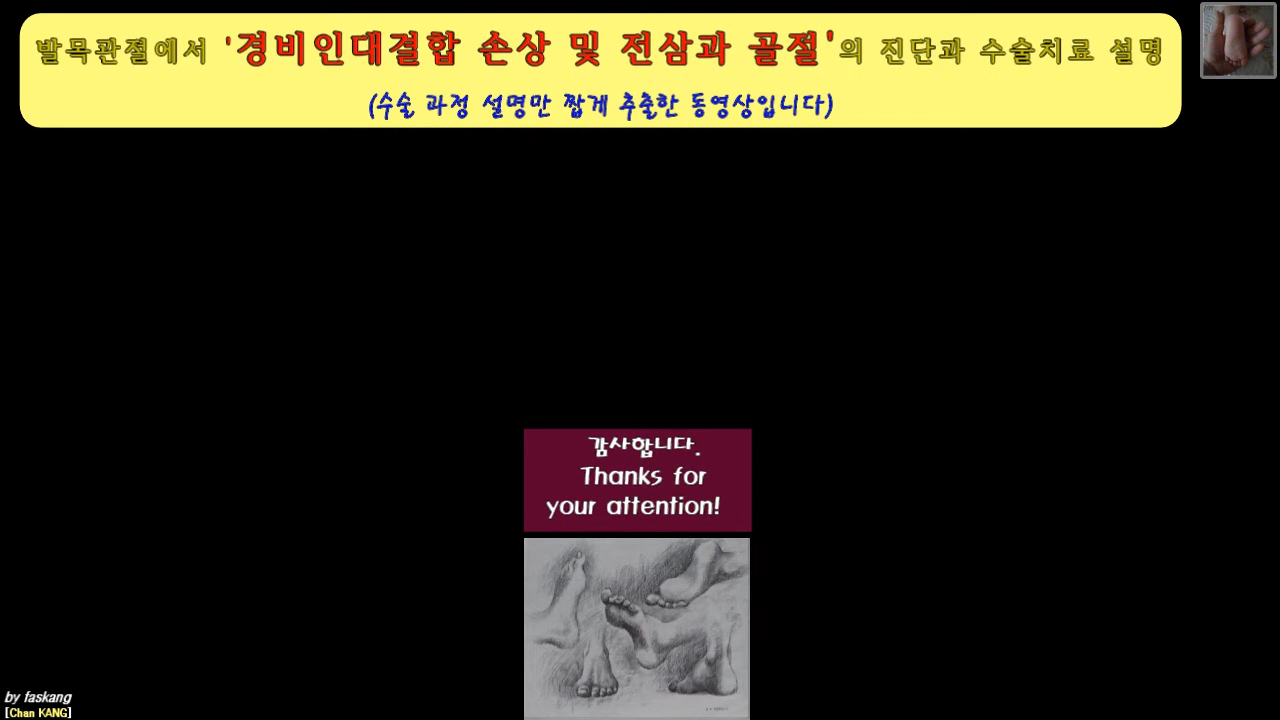 발목관절에서 '경비인대결합 손상 및 전삼과 골절'의 진단과 수술치료 설명
(수술 과정 설명만 짧게 추출한 동영상입니다)
감사합니다.
Thanks for
your attention!
by faskang
[Chan KANG]